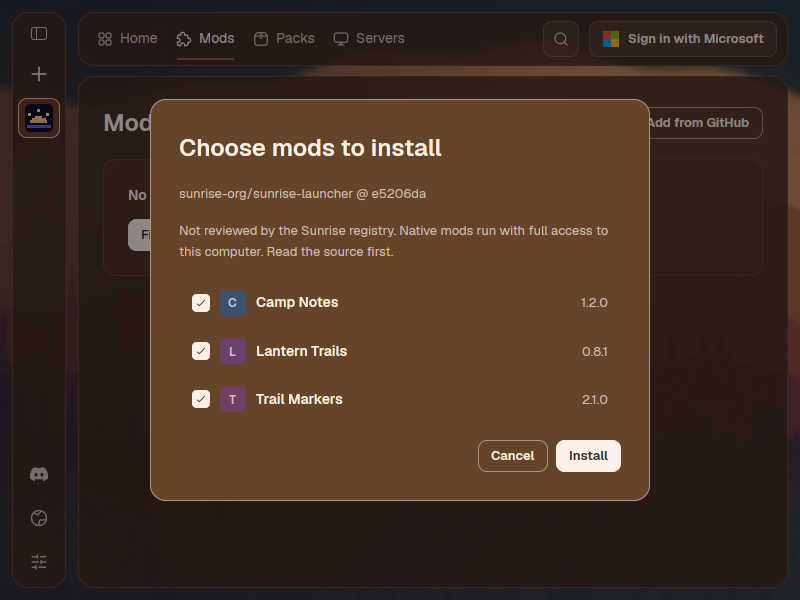 Home
Mods
Packs
Servers
Sign in with Microsoft
Mod
Add from GitHub
No
Choose mods to install
sunrise-org/sunrise-launcher @ e5206da
Not reviewed by the Sunrise registry. Native mods run with full access to
this computer. Read the source first.
C
Camp Notes
1.2.0
L
Lantern Trails
0.8.1
T
Trail Markers
2.1.0
Cancel
Install